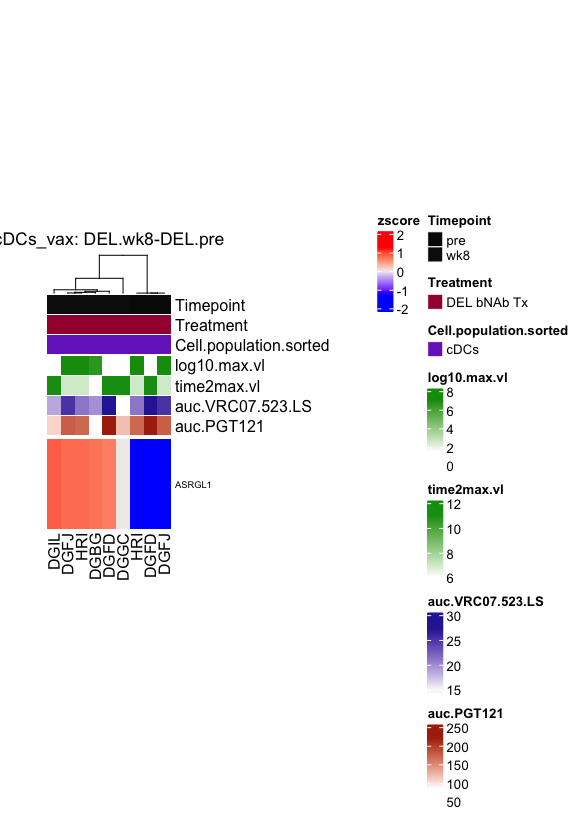 cDCs_vax: DEL.wk8-DEL.pre
Timepoint
Treatment
Cell.population.sorted
log10.max.vl
time2max.vl
auc.VRC07.523.LS
auc.PGT121
ASRGL1
DGIL
DGFJ
HRI
DGBG
DGFD
DGGC
HRI
DGFD
DGFJ
zscore
2
1
0
-1
-2
Timepoint
pre
wk8
Treatment
DEL bNAb Tx
Cell.population.sorted
cDCs
log10.max.vl
8
6
4
2
0
time2max.vl
12
10
8
6
auc.VRC07.523.LS
30
25
20
15
auc.PGT121
250
200
150
100
50